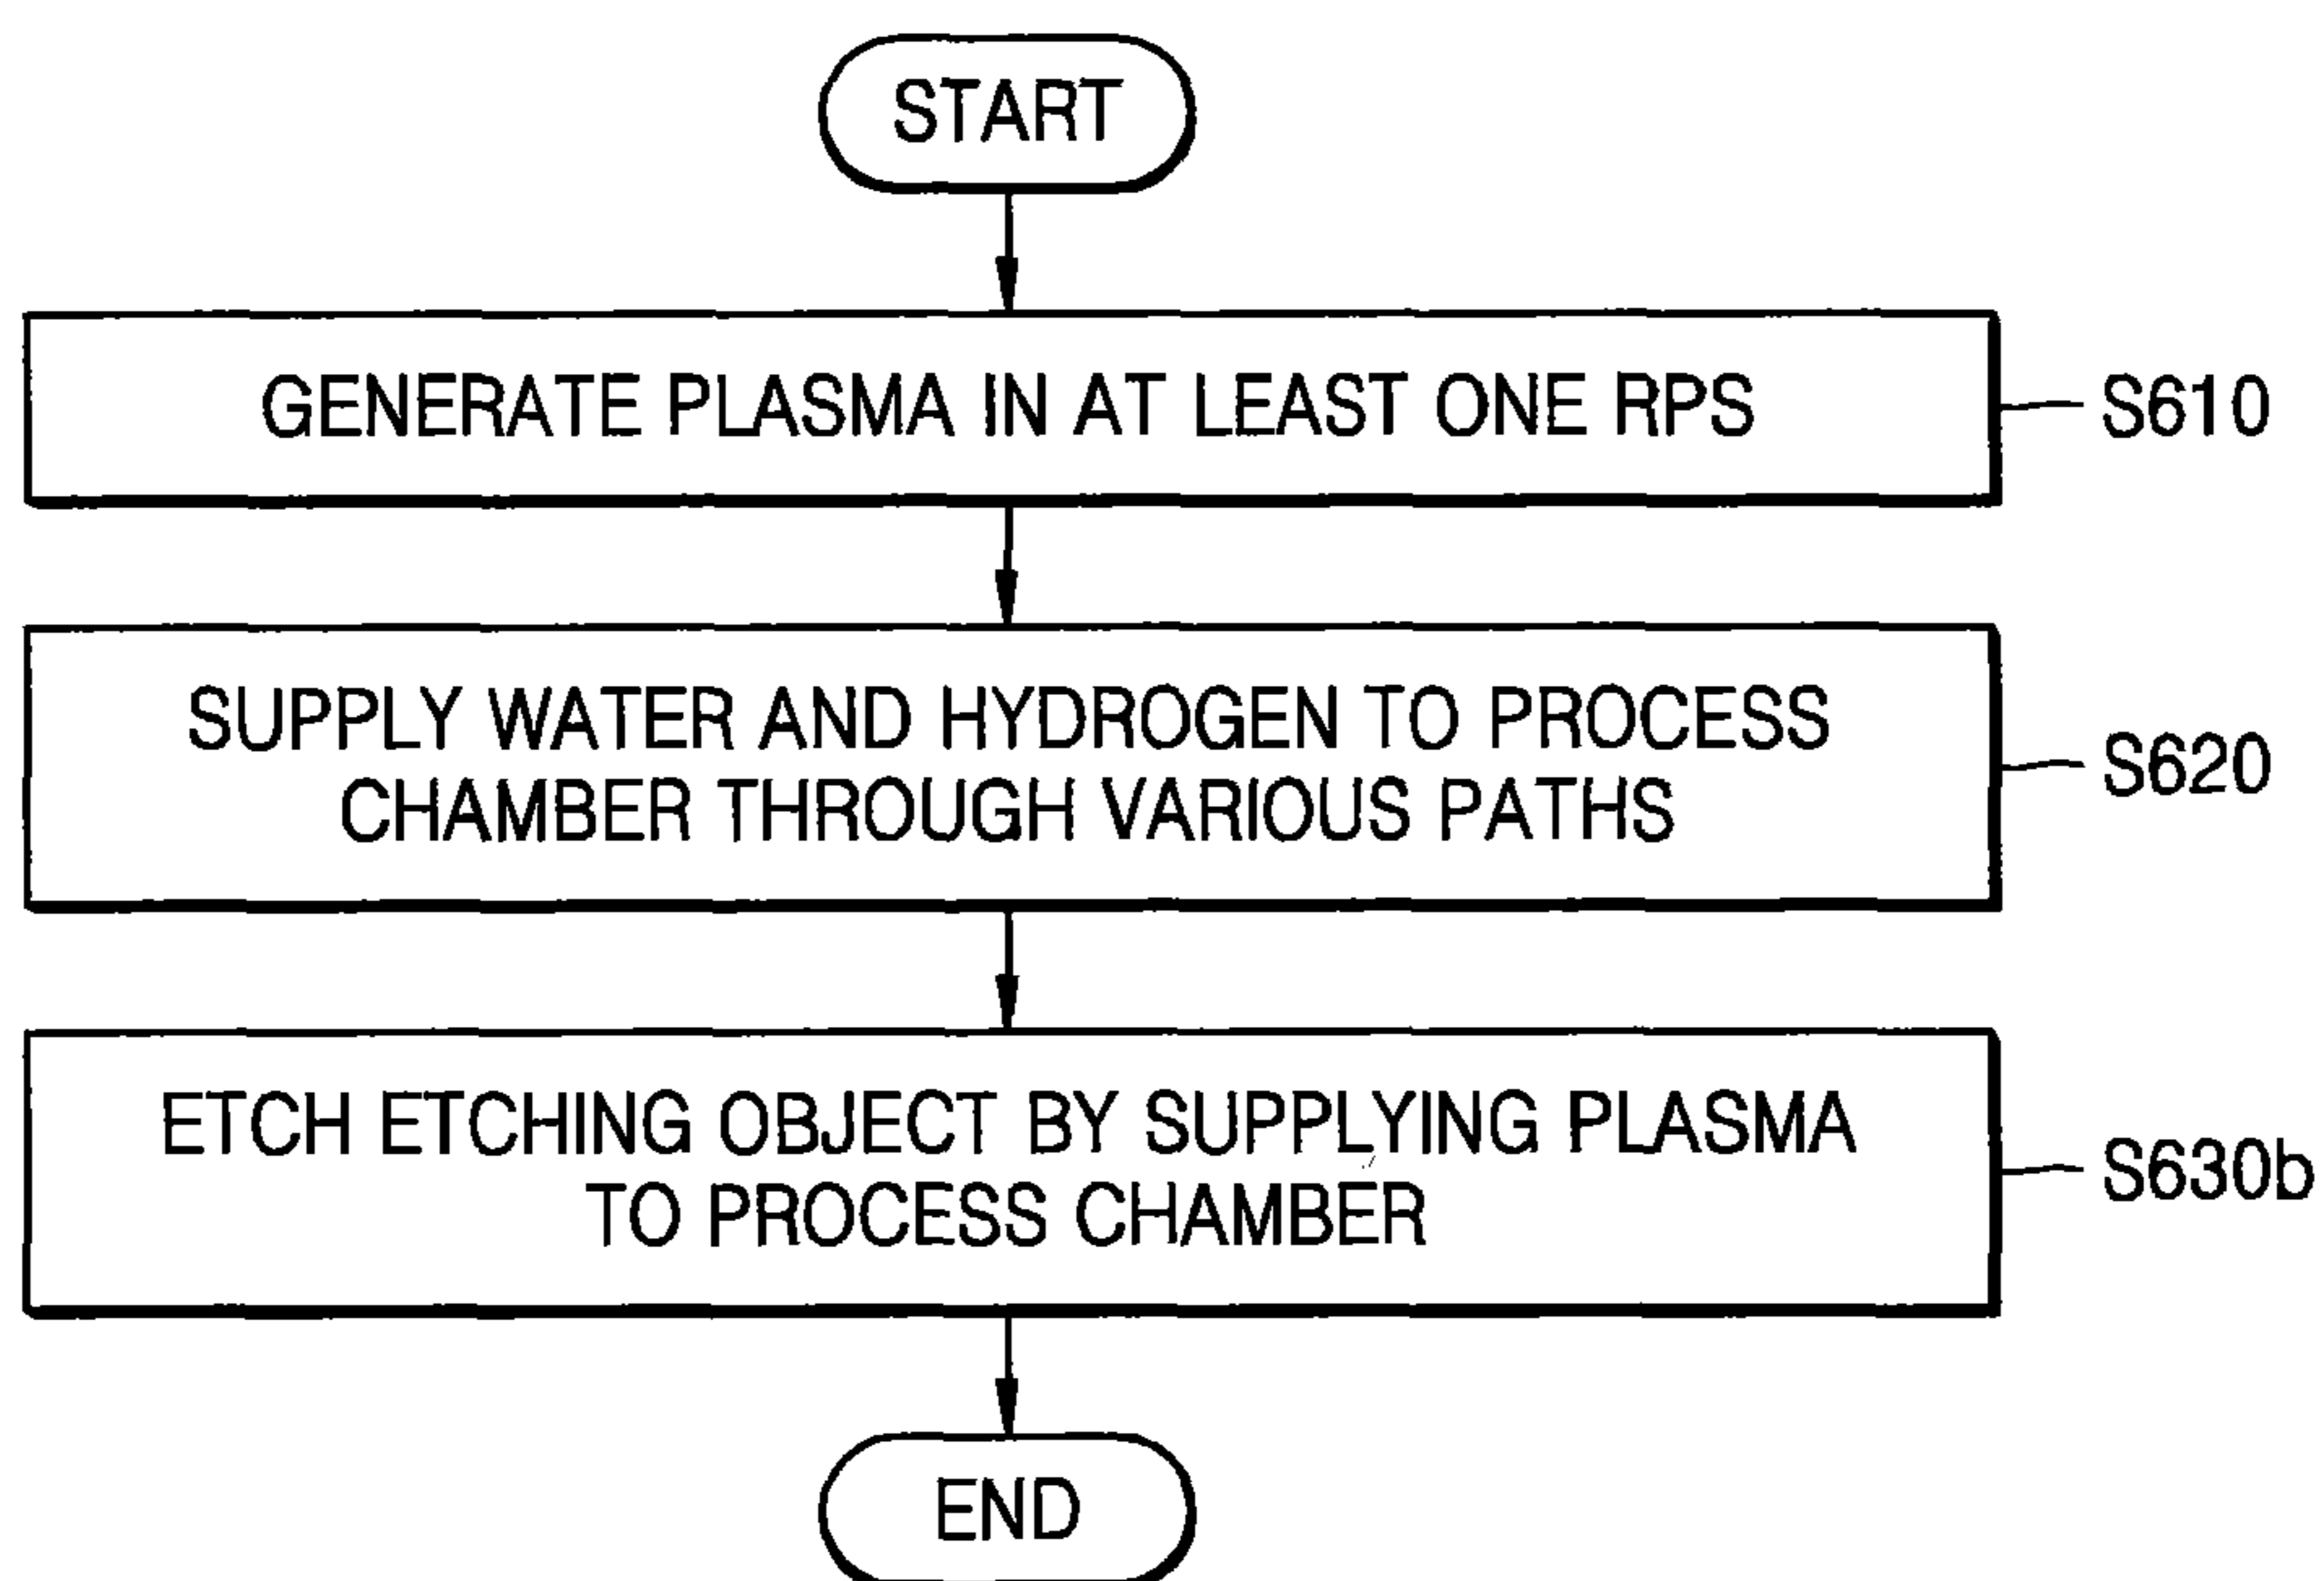 START
GENERATE PLASMA IN AT LEAST ONE RPS
S610
SUPPLY WATER AND HYDROGEN TO PROCESS
CHAMBER THROUGH VARIOUS PATHS
S620
ETCH ETCHING OBJECT BY SUPPLYING PLASMA
TO PROCESS CHAMBER
S630b
END